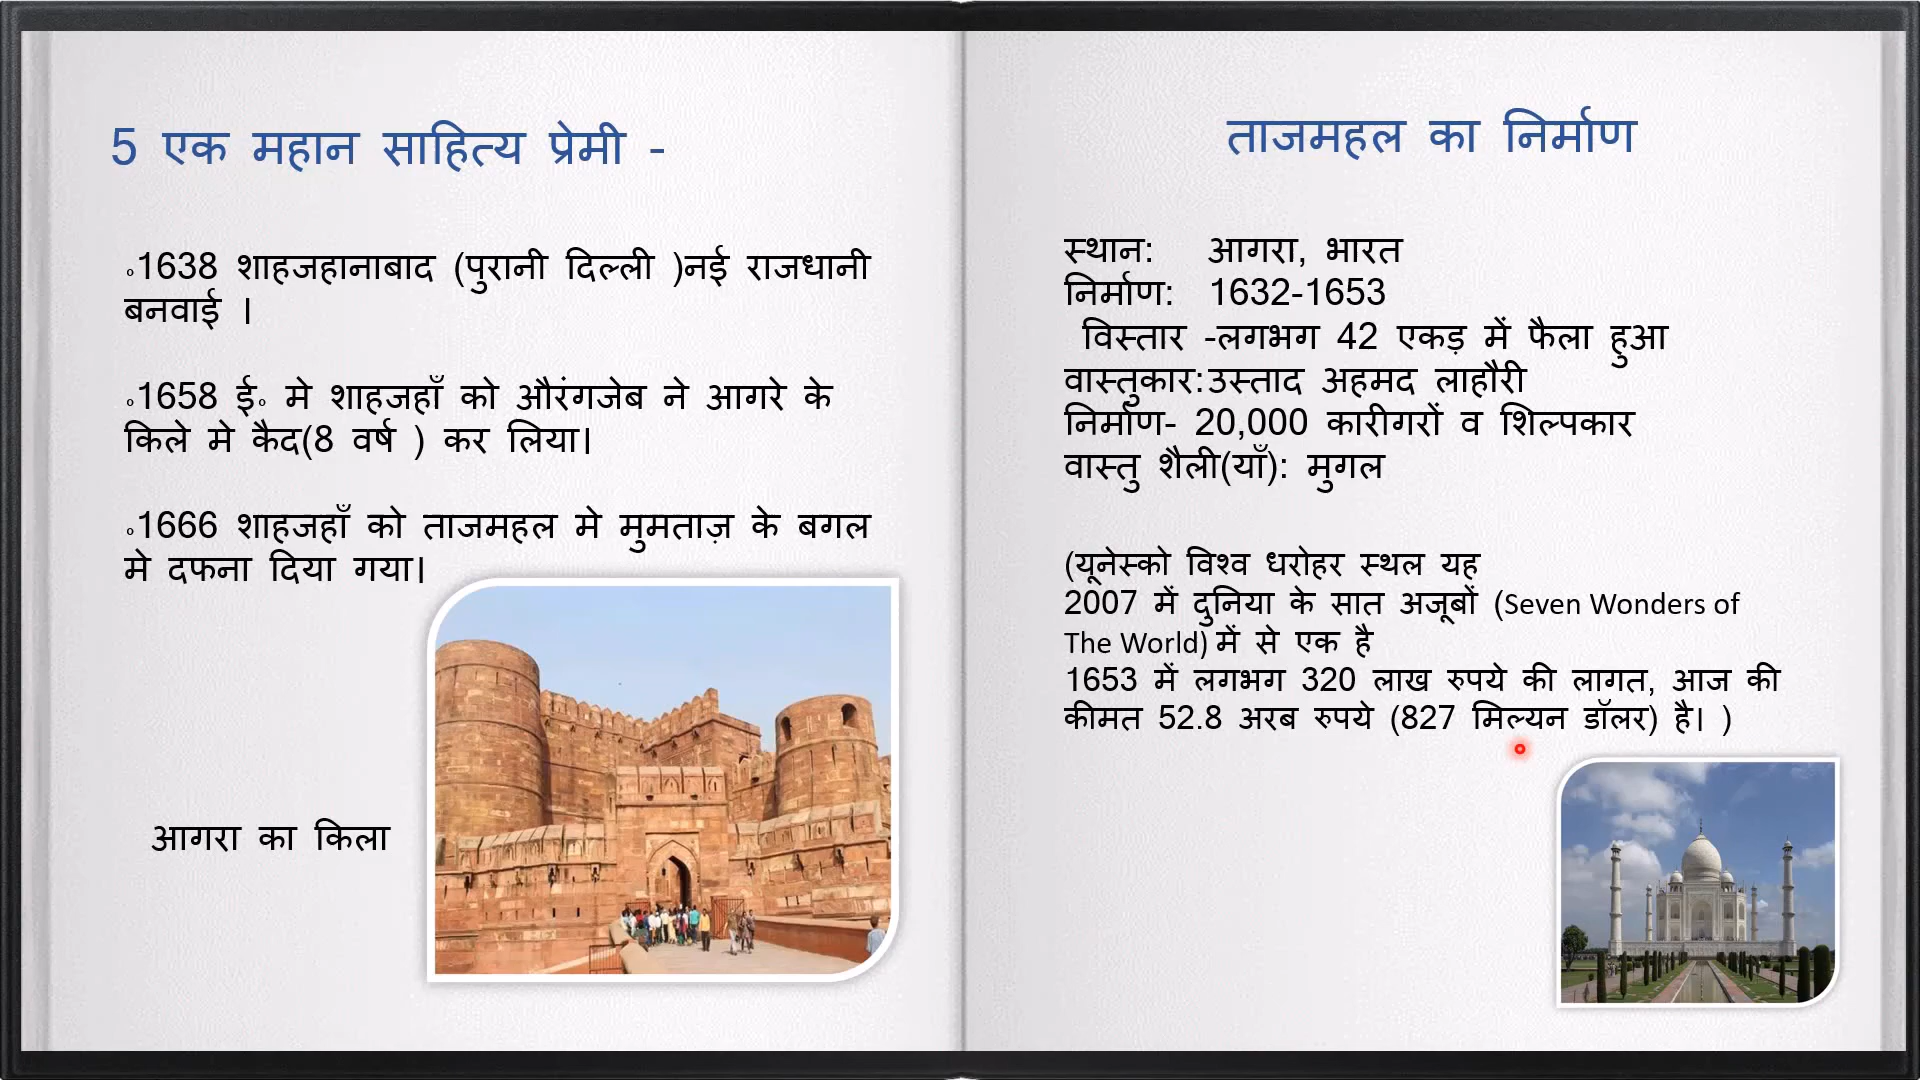 5 एक महान साहित्य प्रेमी -
॰1638 शाहजहानाबाद (पुरानी दिल्ली )नई राजधानी
बनवाई ।
॰1658 ई॰ मे शाहजहाँ को औरंगजेब ने आगरे के
किले मे कैद(8 वर्ष ) कर लिया।
॰1666 शाहजहाँ को ताजमहल मे मुमताज़ के बगल
मे दफना दिया गया।
आगरा का किला
ताजमहल का निर्माण
स्थान: आगरा, भारत
निर्माण: 1632-1653
विस्तार -लगभग 42 एकड़ में फैला हुआ
वास्तुकार:उस्ताद अहमद लाहौरी
निर्माण- 20,000 कारीगरों व शिल्पकार
वास्तु शैली(याँ): मुगल
(यूनेस्को विश्व धरोहर स्थल यह
2007 में दुनिया के सात अजूबों (Seven Wonders of
The World) में से एक है
1653 में लगभग 320 लाख रुपये की लागत, आज की
कीमत 52.8 अरब रुपये (827 मिल्यन डॉलर) है। )